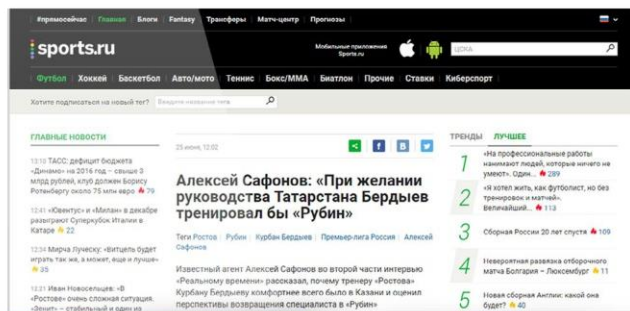 #прямосейчас Главная Блоги Fantasy Трансферы Матч-центр Прогнозы
sports.ru
Мобильные приложения
Sports.ru
ЦСКА
Футбол Хоккей Баскетбол Авто/мото Теннис Бокс/ММА Биатлон Прочие Ставки Киберспорт
Хотите подписаться на новый тег? Введите название тега
ГЛАВНЫЕ НОВОСТИ
13:10 ТАСС: дефицит бюджета
«Динамо» на 2016 год – свыше 3
млрд рублей, клуб должен Борису
Ротенбергу около 75 млн евро 79
12:41 «Ювентус» и «Милан» в декабре
разыграют Суперкубок Италии в
Катаре 22
12:34 Мирча Луческу: «Витцель будет
играть так же, а может, еще и лучше»
35
12:31 Иван Новосельцев: «В
«Ростове» очень сложная ситуация.
«Зенит» – стабильный и один из
25 июня, 12:02
Алексей Сафонов: «При желании
руководства Татарстана Бердыев
тренировал бы «Рубин»
Теги Ростов Рубин Курбан Бердыев Премьер-лига Россия Алексей
Сафонов
Известный агент Алексей Сафонов во второй части интервью
«Реальному времени» рассказал, почему тренеру «Ростова»
Курбану Бердыеву комфортнее всего было в Казани и оценил
перспективы возвращения специалиста в «Рубин»
ТРЕНДЫ ЛУЧШЕЕ
1 «На профессиональные работы
нанимают людей, которые ничего не
умеют». Один... 289
2 «Я хотел жить, как футболист, но без
тренировок и матчей».
Величайший... 113
3 Сборная России 20 лет спустя 109
4 Невероятная развязка отборочного
матча Болгария – Люксембург 11
5 Новая сборная Англии: какой она
будет? 40